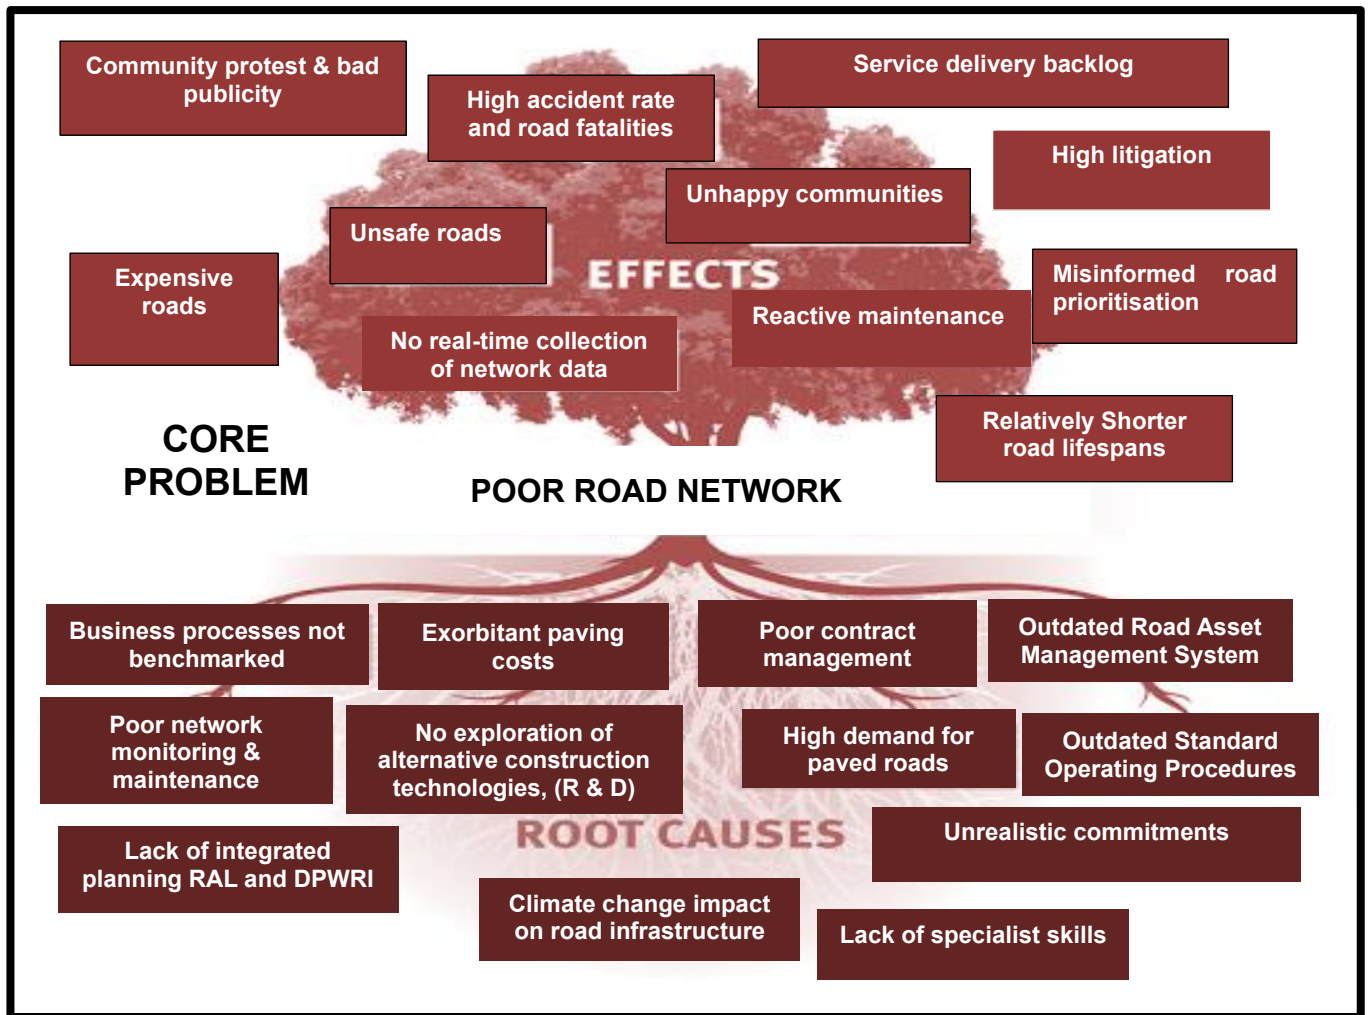 Community protest & bad
publicity
High accident rate
and road fatalities
Service delivery backlog
High litigation
Unhappy communities
Unsafe roads
EFFECTS
Expensive
roads
Misinformed road
prioritisation
Reactive maintenance
No real-time collection
of network data
Relatively Shorter
road lifespans
CORE
PROBLEM
POOR ROAD NETWORK
Business processes not
benchmarked
Exorbitant paving
costs
Poor contract
management
Outdated Road Asset
Management System
Poor network
monitoring &
maintenance
No exploration of
alternative construction
technologies, (R & D)
High demand for
paved roads
Outdated Standard
Operating Procedures
ROOT CAUSES
Unrealistic commitments
Lack of integrated
planning RAL and DPWRI
Climate change impact
on road infrastructure
Lack of specialist skills